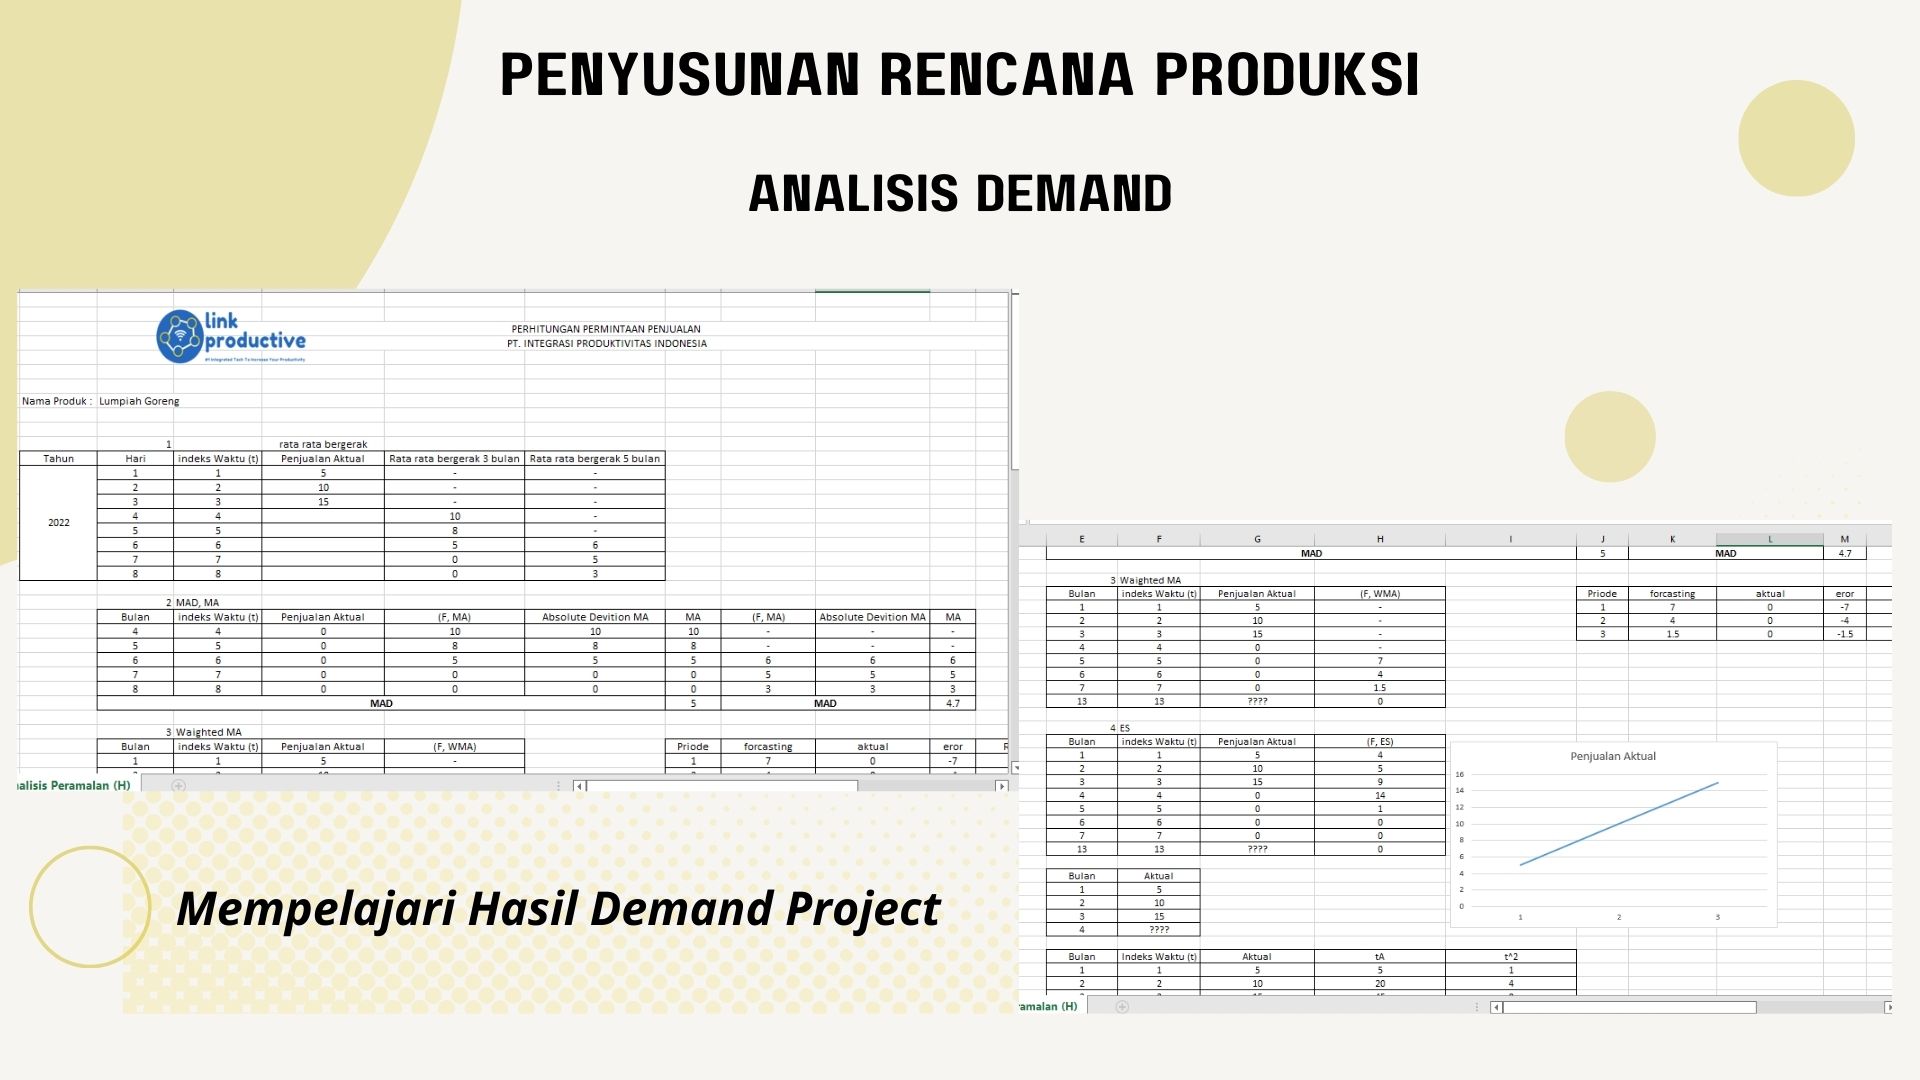 PENYUSUNAN RENCANA PRODUKSI
ANALISIS DEMAND
link
productive
#1 Integrated Tech To Increase Your Productivity
PERHITUNGAN PERMINTAAN PENJUALAN
PT. INTEGRASI PRODUKTIVITAS INDONESIA
Nama Produk : Lumpiah Goreng
1 rata rata bergerak
Tahun Hari indeks Waktu (t) Penjualan Aktual Rata rata bergerak 3 bulan Rata rata bergerak 5 bulan
1 1 5 - -
2 2 10 - -
3 3 15 - -
2022
4 4 10 -
5 5 8 -
6 6 5 6
7 7 0 5
8 8 0 3
2 MAD, MA
Bulan indeks Waktu (t) Penjualan Aktual (F, MA) Absolute Devition MA MA (F, MA) Absolute Devition MA MA
4 4 0 10 10 10 - - -
5 5 0 8 8 8 - - -
6 6 0 5 5 5 6 6 6
7 7 0 0 0 0 5 5 5
8 8 0 0 0 0 3 3 3
MAD 5 MAD 4.7
3 Waighted MA
Bulan indeks Waktu (t) Penjualan Aktual (F, WMA) Priode forcasting aktual eror
1 1 5 - 1 7 0 -7
nalisis Peramalan (H)
E F G H I J K L M
MAD 5 MAD 4.7
3 Waighted MA
Bulan indeks Waktu (t) Penjualan Aktual (F, WMA) Priode forcasting aktual eror
1 1 5 - 1 7 0 -7
2 2 10 - 2 4 0 -4
3 3 15 - 3 1.5 0 -1.5
4 4 0 -
5 5 0 7
6 6 0 4
7 7 0 1.5
13 13 ???? 0
4 ES
Bulan indeks Waktu (t) Penjualan Aktual (F, ES)
1 1 5 4
2 2 10 5
3 3 15 9
4 4 0 14
5 5 0 1
6 6 0 0
7 7 0 0
13 13 ???? 0
Penjualan Aktual
16
14
12
10
8
6
4
2
0
1 2 3
Bulan Aktual
1 5
2 10
3 15
4 ????
Bulan Indeks Waktu (t) Aktual tA t^2
1 1 5 5 1
2 2 10 20 4
ramalan (H)
Mempelajari Hasil Demand Project